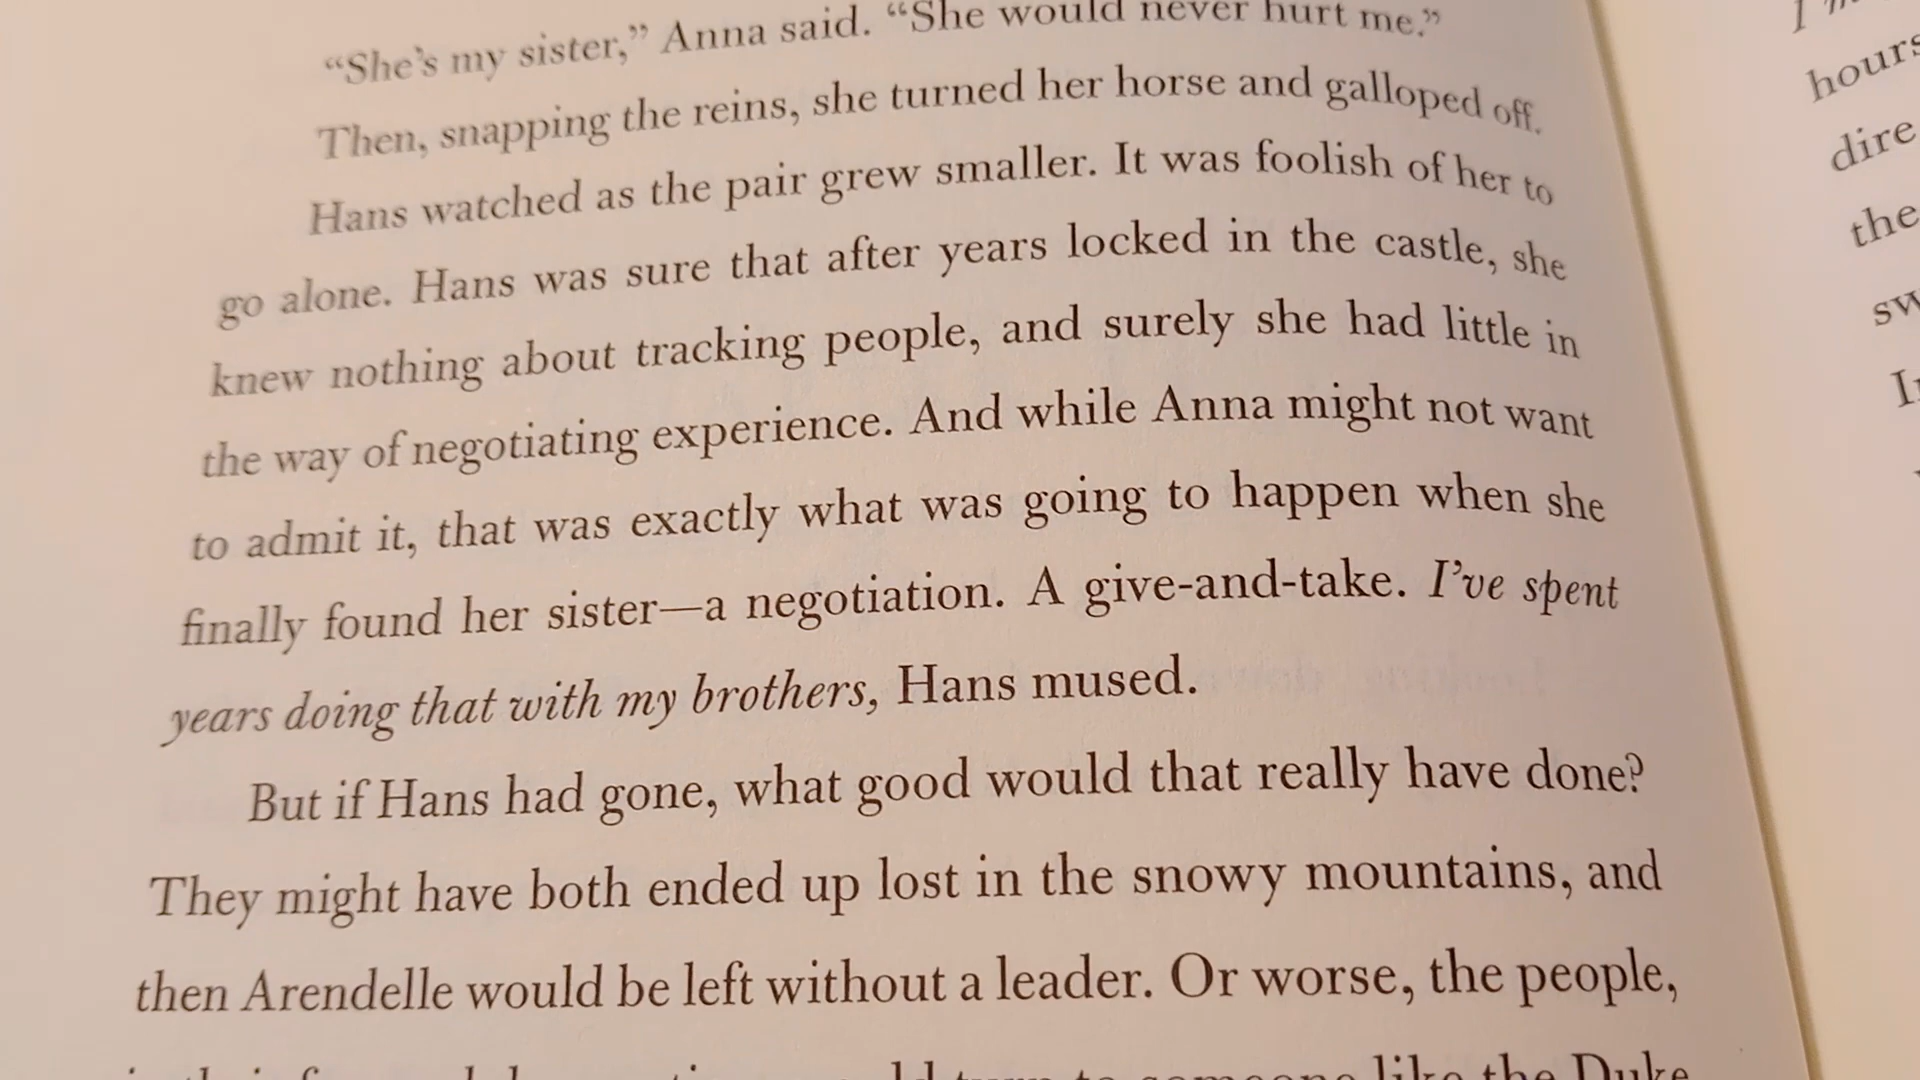 “She’s my sister,” Anna said. “She would never hurt me.”
Then, snapping the reins, she turned her horse and galloped off.
Hans watched as the pair grew smaller. It was foolish of her to
go alone. Hans was sure that after years locked in the castle, she
knew nothing about tracking people, and surely she had little in
the way of negotiating experience. And while Anna might not want
to admit it, that was exactly what was going to happen when she
finally found her sister—a negotiation. A give-and-take. I’ve spent
years doing that with my brothers, Hans mused.
But if Hans had gone, what good would that really have done?
They might have both ended up lost in the snowy mountains, and
then Arendelle would be left without a leader. Or worse, the people,
to someone like the Duke
hours
dire
the
sw